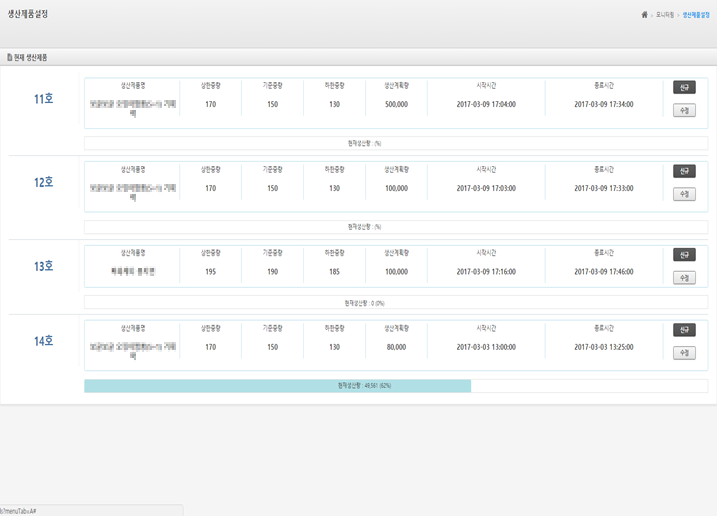 생산제품설정
모니터링 > 생산제품설정
현재 생산제품
11호
생산제품명 상한중량 기준중량 하한중량 생산계획량 시작시간 종료시간 신규
170 150 130 500,000 2017-03-09 17:04:00 2017-03-09 17:34:00 수정
현재생산량 : (%)
12호
생산제품명 상한중량 기준중량 하한중량 생산계획량 시작시간 종료시간 신규
170 150 130 100,000 2017-03-09 17:03:00 2017-03-09 17:33:00 수정
현재생산량 : (%)
13호
생산제품명 상한중량 기준중량 하한중량 생산계획량 시작시간 종료시간 신규
195 190 185 100,000 2017-03-09 17:16:00 2017-03-09 17:46:00 수정
현재생산량 : 0 (0%)
14호
생산제품명 상한중량 기준중량 하한중량 생산계획량 시작시간 종료시간 신규
170 150 130 80,000 2017-03-03 13:00:00 2017-03-03 13:25:00 수정
현재생산량 : 49,561 (62%)
s?menuTab=A#